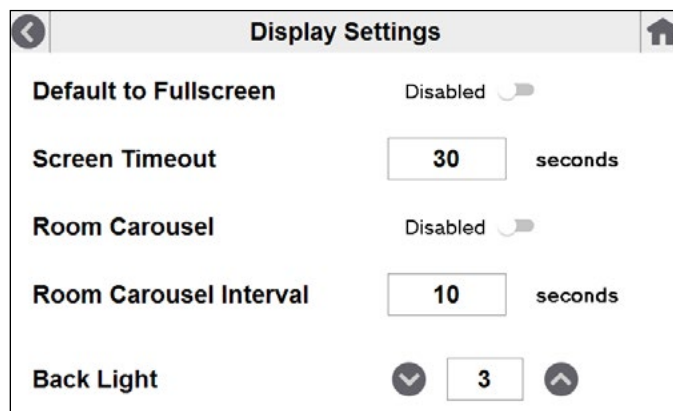 Display Settings
Default to Fullscreen Disabled
Screen Timeout 30 seconds
Room Carousel Disabled
Room Carousel Interval 10 seconds
Back Light 3